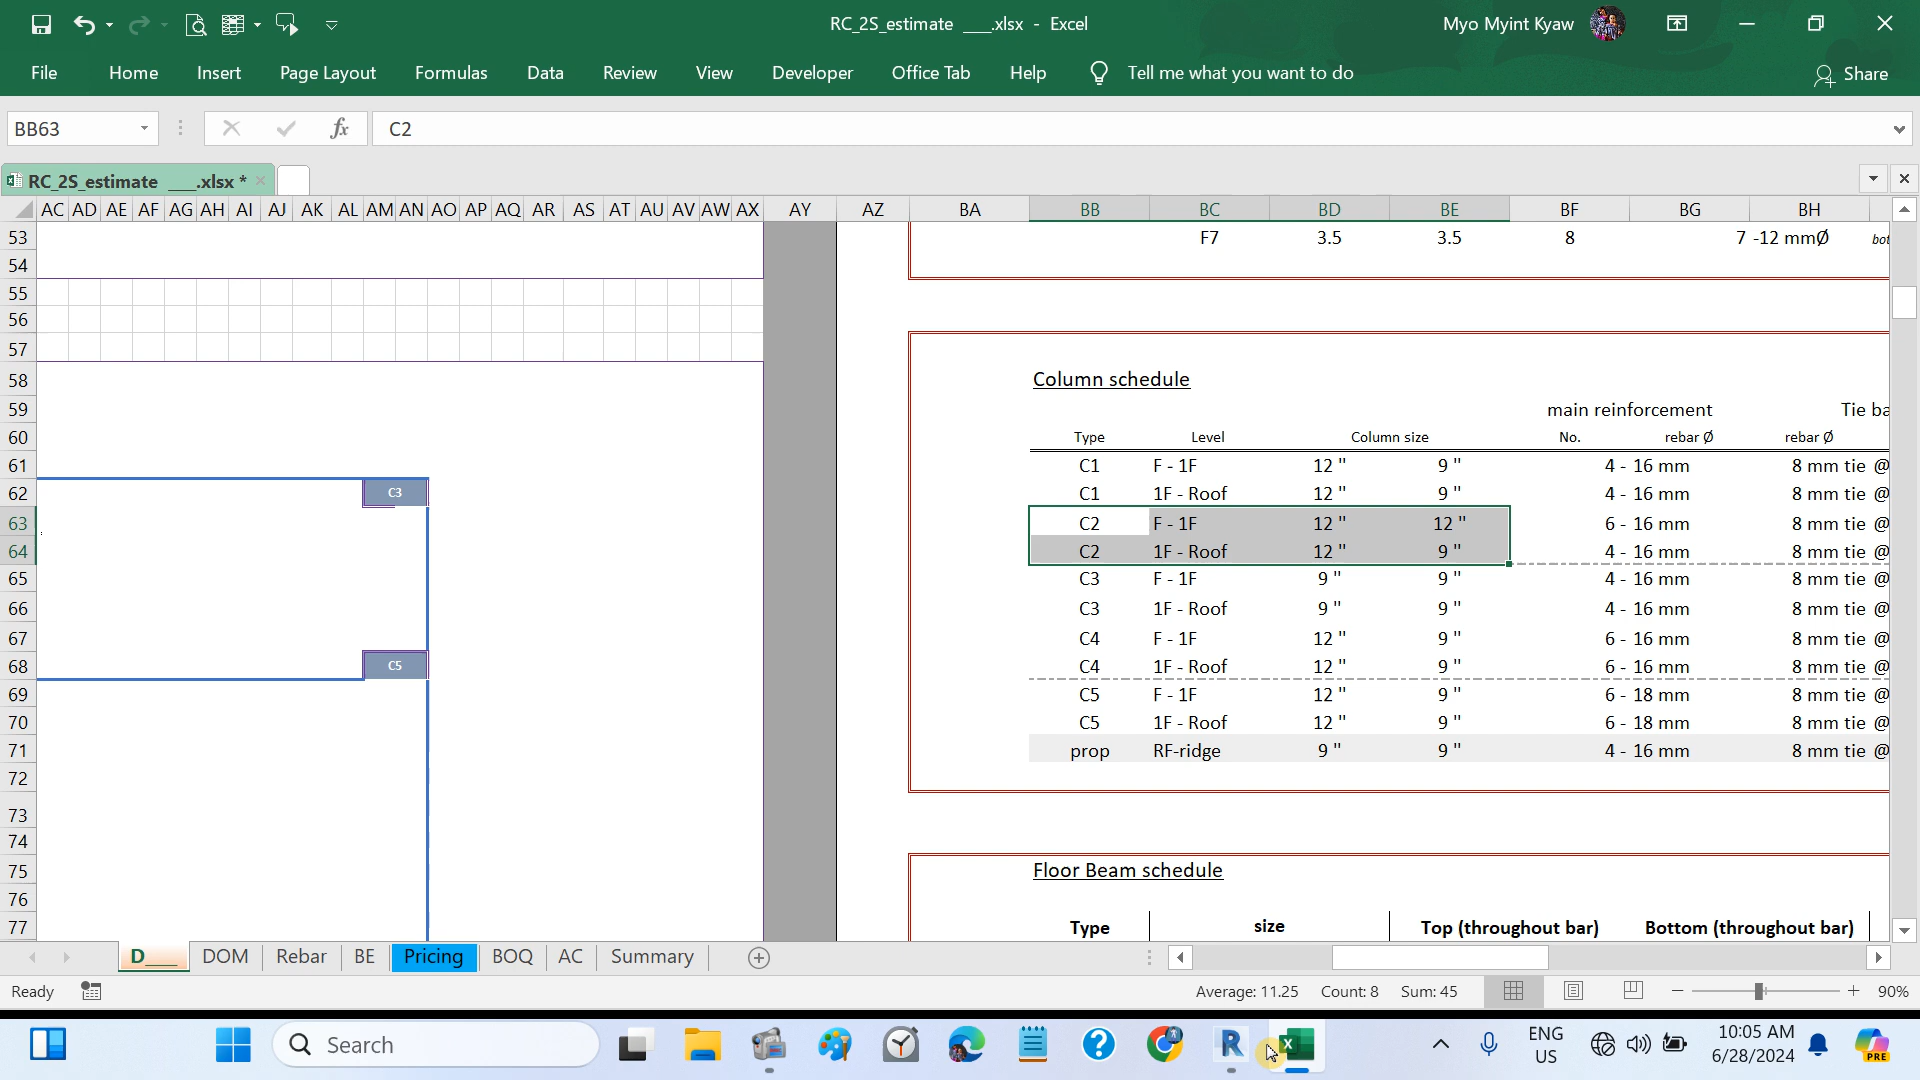 RC_2S_estimate ___.xlsx - Excel
Myo Myint Kyaw
File Home Insert Page Layout Formulas Data Review View Developer Office Tab Help Tell me what you want to do Share
BB63 fx C2
RC_2S_estimate ___.xlsx *
AC AD AE AF AG AH AI AJ AK AL AM AN AO AP AQ AR AS AT AU AV AW AX AY AZ BA BB BC BD BE BF BG BH
53 F7 3.5 3.5 8 7 -12 mmØ bot
54
55
56
57
58 Column schedule
59 main reinforcement Tie ba
60 Type Level Column size No. rebar Ø rebar Ø
61 C1 F - 1F 12 " 9 " 4 - 16 mm 8 mm tie @
62 C3 C1 1F - Roof 12 " 9 " 4 - 16 mm 8 mm tie @
63 C2 F - 1F 12 " 12 " 6 - 16 mm 8 mm tie @
64 C2 1F - Roof 12 " 9 " 4 - 16 mm 8 mm tie @
65 C3 F - 1F 9 " 9 " 4 - 16 mm 8 mm tie @
66 C3 1F - Roof 9 " 9 " 4 - 16 mm 8 mm tie @
67 C4 F - 1F 12 " 9 " 6 - 16 mm 8 mm tie @
68 C5 C4 1F - Roof 12 " 9 " 6 - 16 mm 8 mm tie @
69 C5 F - 1F 12 " 9 " 6 - 18 mm 8 mm tie @
70 C5 1F - Roof 12 " 9 " 6 - 18 mm 8 mm tie @
71 prop RF-ridge 9 " 9 " 4 - 16 mm 8 mm tie @
72
73
74
75 Floor Beam schedule
76
77 Type size Top (throughout bar) Bottom (throughout bar)
D___ DOM Rebar BE Pricing BOQ AC Summary
Ready Average: 11.25 Count: 8 Sum: 45 90%
Search ENG 10:05 AM
US 6/28/2024 PRE